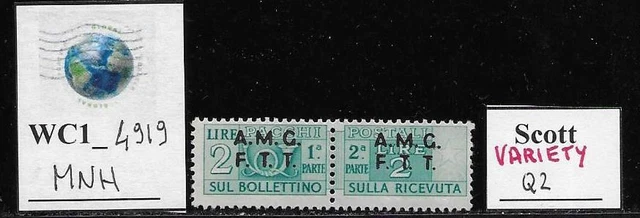 WC1_4919
MNH
LIRE PACCHI POSTALI
A.M.G. A.M.G.
2 1ª 2ª LIRE
F.T.T. F.T.T.
PARTE PARTE 2
SUL BOLLETTINO SULLA RICEVUTA
Scott
VARIETY
Q2